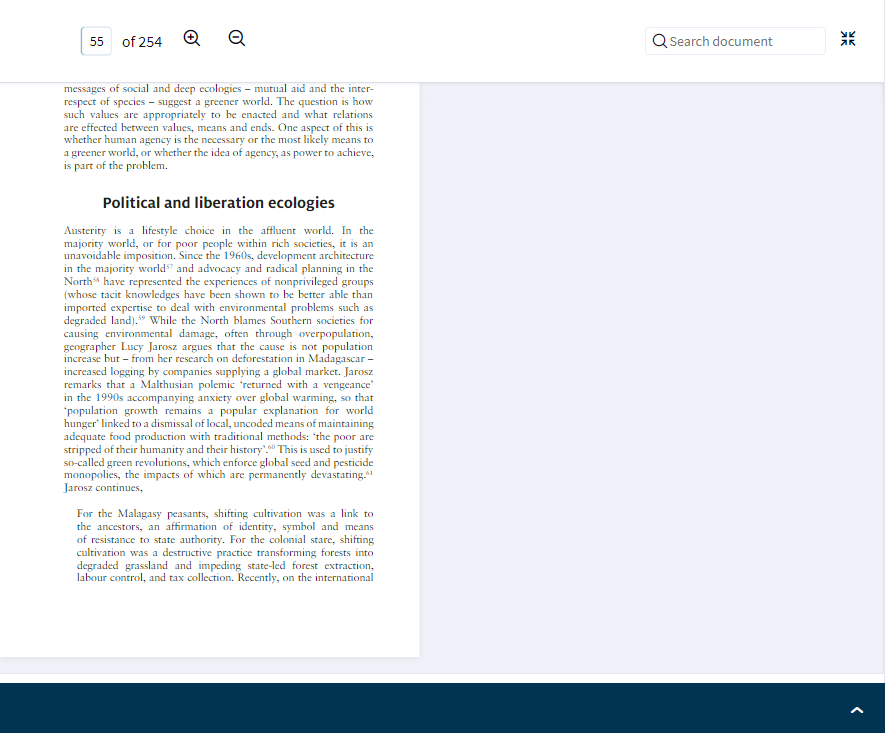 55 of 254
Search document
messages of social and deep ecologies – mutual aid and the inter-
respect of species – suggest a greener world. The question is how
such values are appropriately to be enacted and what relations
are effected between values, means and ends. One aspect of this is
whether human agency is the necessary or the most likely means to
a greener world, or whether the idea of agency, as power to achieve,
is part of the problem.
Political and liberation ecologies
Austerity is a lifestyle choice in the affluent world. In the
majority world, or for poor people within rich societies, it is an
unavoidable imposition. Since the 1960s, development architecture
in the majority world⁵⁷ and advocacy and radical planning in the
North⁵⁸ have represented the experiences of nonprivileged groups
(whose tacit knowledges have been shown to be better able than
imported expertise to deal with environmental problems such as
degraded land).⁵⁹ While the North blames Southern societies for
causing environmental damage, often through overpopulation,
geographer Lucy Jarosz argues that the cause is not population
increase but – from her research on deforestation in Madagascar –
increased logging by companies supplying a global market. Jarosz
remarks that a Malthusian polemic ‘returned with a vengeance’
in the 1990s accompanying anxiety over global warming, so that
‘population growth remains a popular explanation for world
hunger’ linked to a dismissal of local, uncoded means of maintaining
adequate food production with traditional methods: ‘the poor are
stripped of their humanity and their history’.⁶⁰ This is used to justify
so-called green revolutions, which enforce global seed and pesticide
monopolies, the impacts of which are permanently devastating.⁶¹
Jarosz continues,
For the Malagasy peasants, shifting cultivation was a link to
the ancestors, an affirmation of identity, symbol and means
of resistance to state authority. For the colonial stare, shifting
cultivation was a destructive practice transforming forests into
degraded grassland and impeding state-led forest extraction,
labour control, and tax collection. Recently, on the international